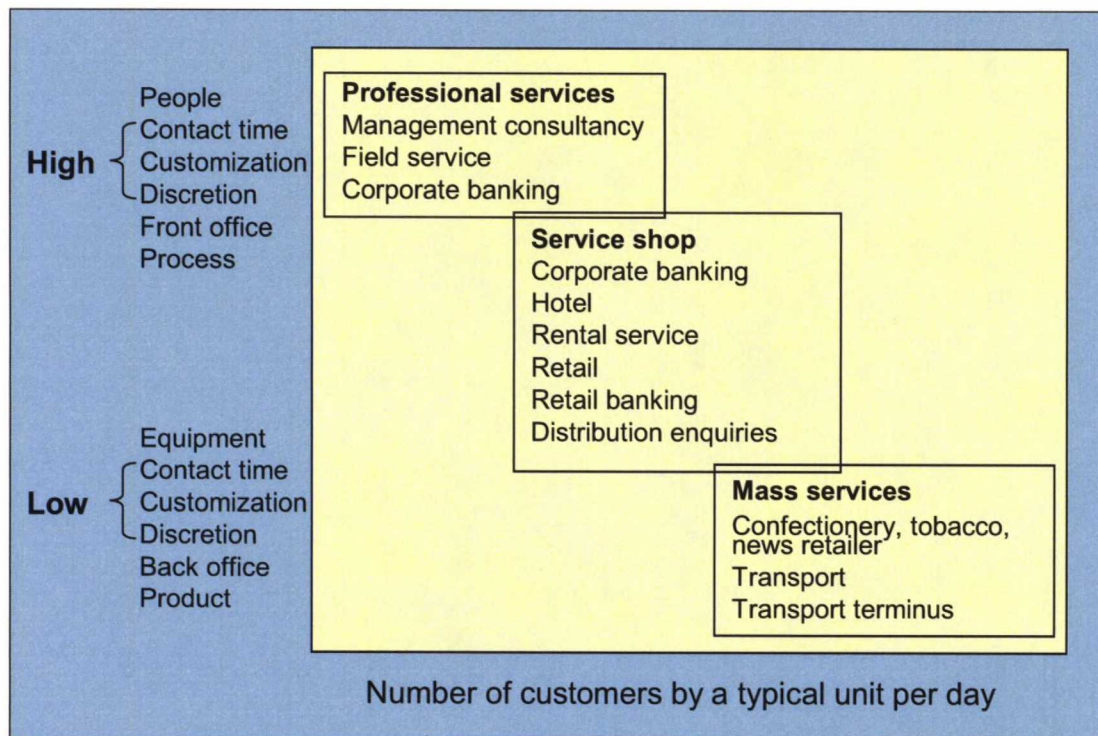 People
High
Contact time
Customization
Discretion
Front office
Process
Equipment
Low
Contact time
Customization
Discretion
Back office
Product
Professional services
Management consultancy
Field service
Corporate banking
Service shop
Corporate banking
Hotel
Rental service
Retail
Retail banking
Distribution enquiries
Mass services
Confectionery, tobacco,
news retailer
Transport
Transport terminus
Number of customers by a typical unit per day